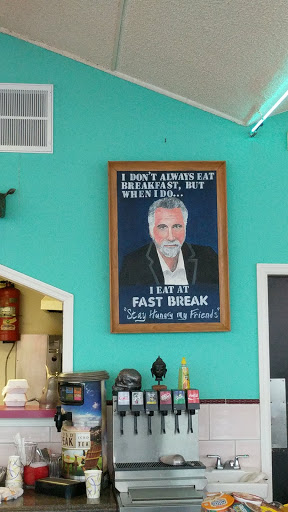 I DON'T ALWAYS EAT
BREAKFAST, BUT
WHEN I DO...
I EAT AT
FAST BREAK
"Stay Hungry my Friends"